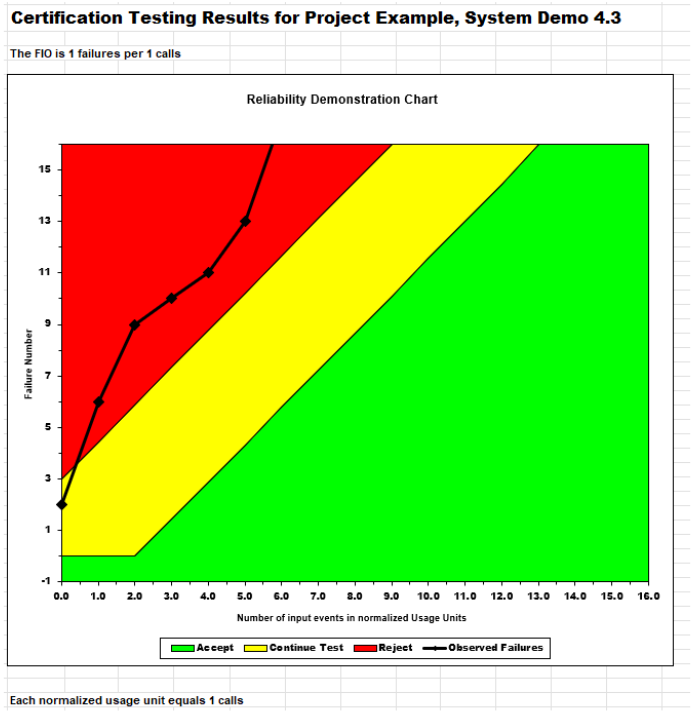 Certification Testing Results for Project Example, System Demo 4.3
The FIO is 1 failures per 1 calls
Reliability Demonstration Chart
15
13
11
9
7
5
3
1
-1
Failure Number
0.0 1.0 2.0 3.0 4.0 5.0 6.0 7.0 8.0 9.0 10.0 11.0 12.0 13.0 14.0 15.0 16.0
Number of input events in normalized Usage Units
Accept Continue Test Reject Observed Failures
Each normalized usage unit equals 1 calls